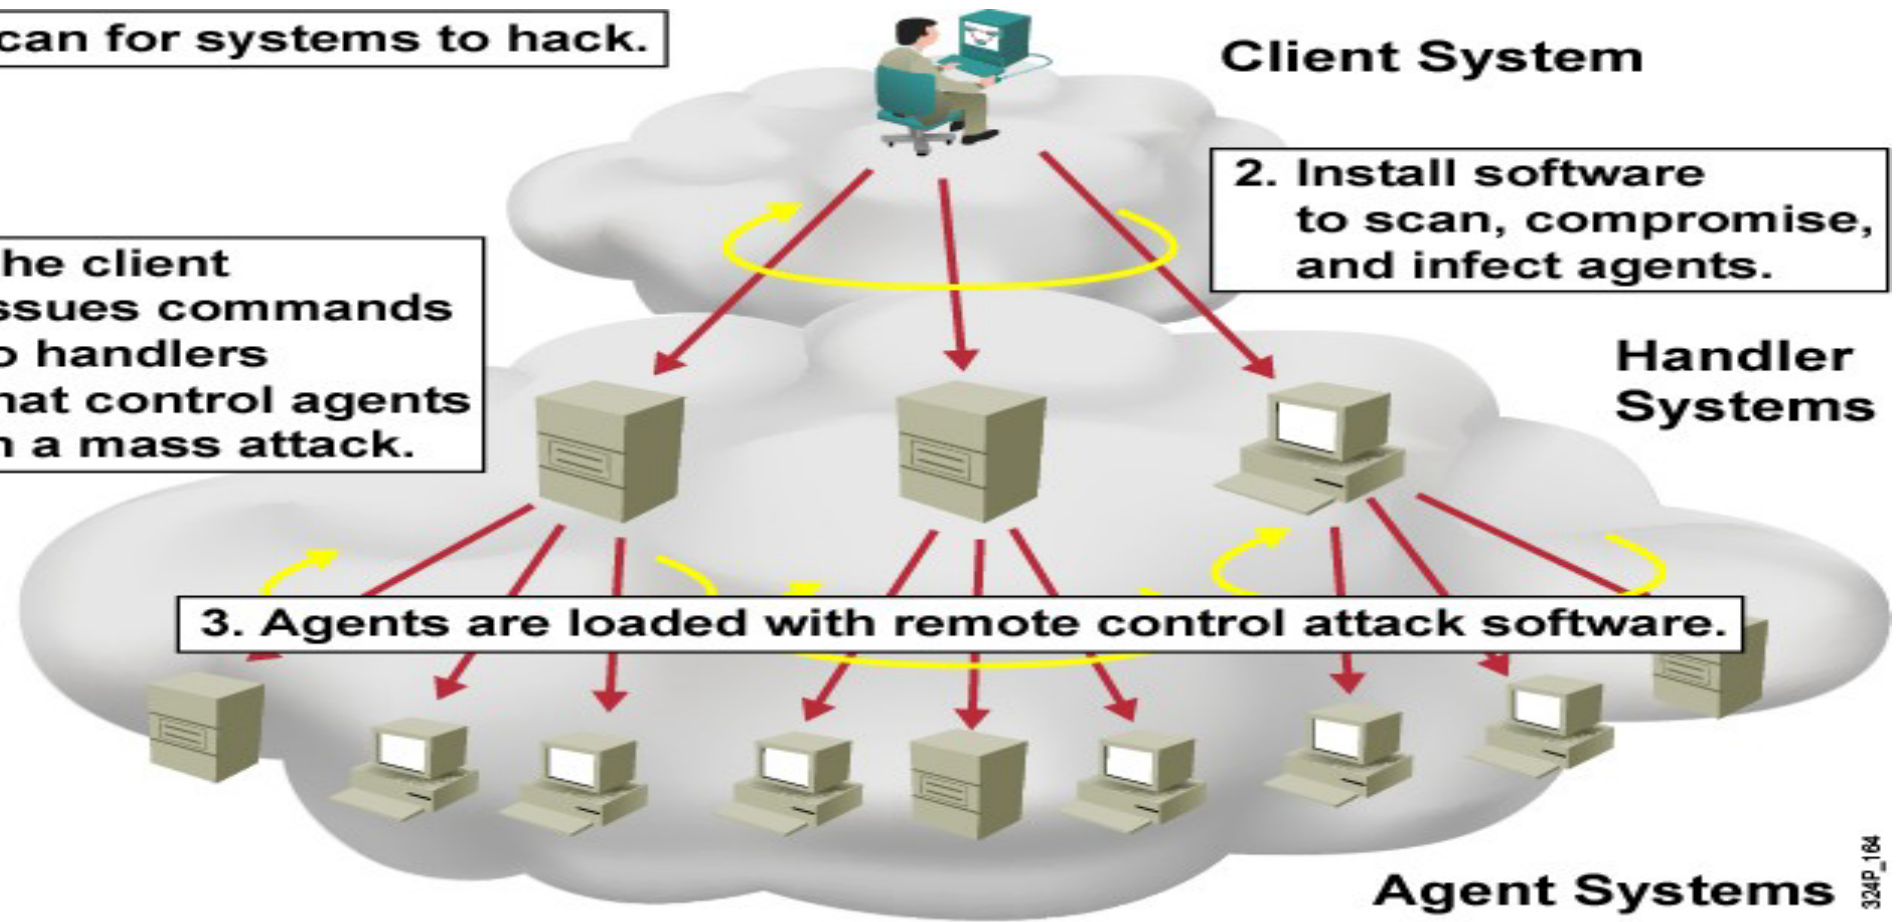 can for systems to hack.
Client System
2. Install software
to scan, compromise,
and infect agents.
he client
ssues commands
o handlers
hat control agents
n a mass attack.
Handler
Systems
3. Agents are loaded with remote control attack software.
Agent Systems
324P_164